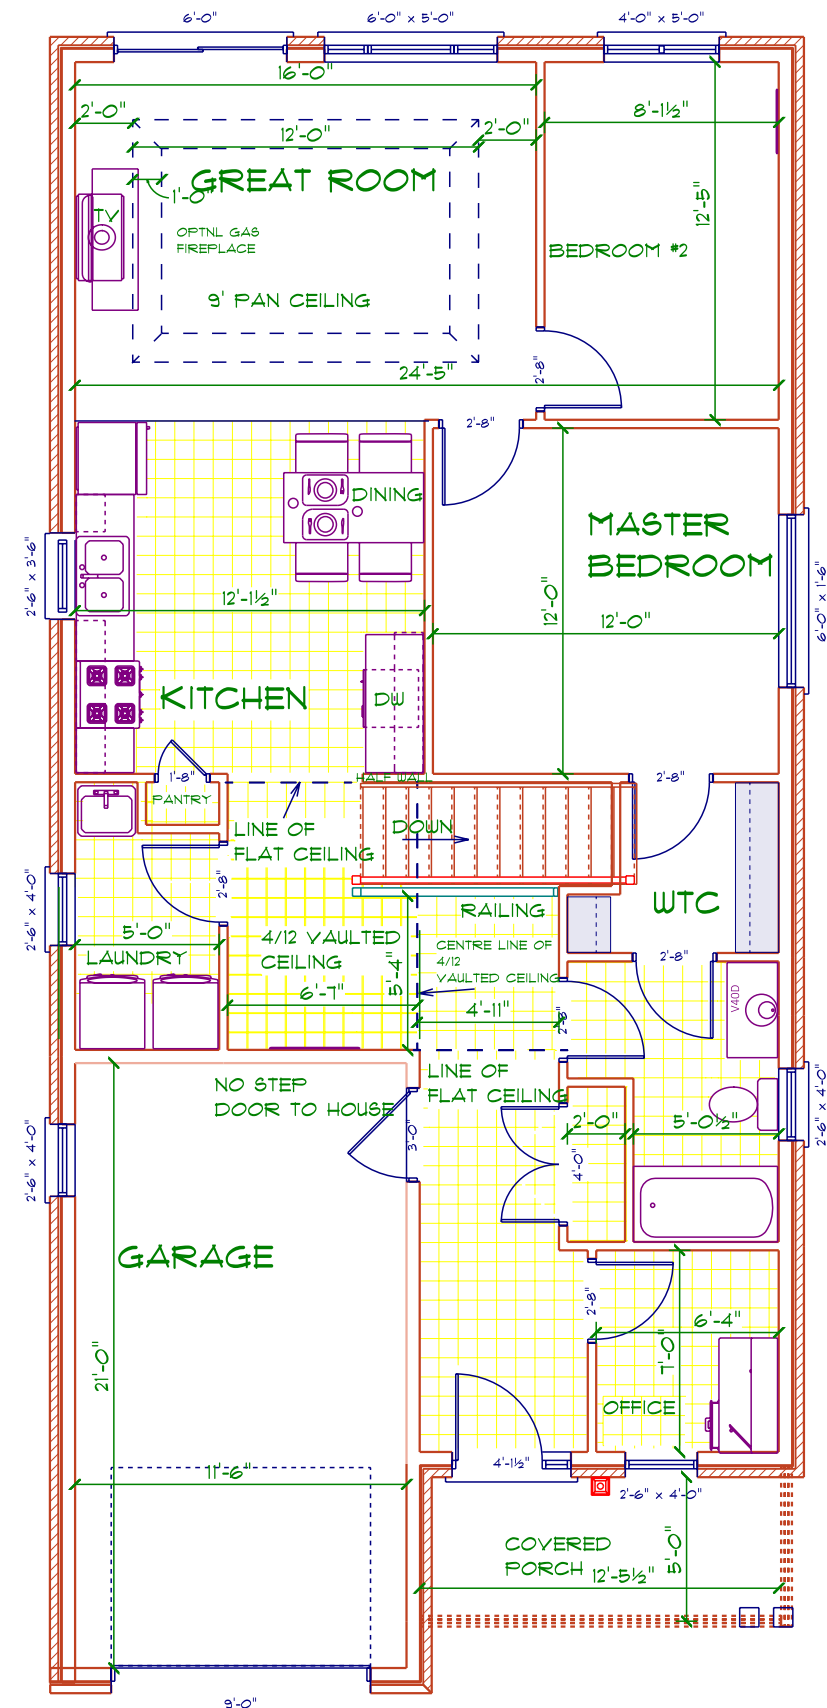 6'-0"
6'-0" x 5'-0"
4'-0" x 5'-0"
16'-0"
2'-0"
12'-0"
2'-0"
8'-1½"
GREAT ROOM
1'-0"
TV
OPTNL GAS
FIREPLACE
12'-5"
BEDROOM #2
9' PAN CEILING
24'-5"
2'-8"
2'-8"
DINING
MASTER
BEDROOM
2'-6" x 3'-6"
12'-1½"
12'-0"
12'-0"
6'-0" x 1'-6"
KITCHEN
DW
1'-8"
HALF WALL
2'-8"
PANTRY
LINE OF
FLAT CEILING
DOWN
2'-8"
WTC
RAILING
2'-6" x 4'-0"
5'-0"
LAUNDRY
4/12 VAULTED
CEILING
5'-4"
CENTRE LINE OF
4/12
VAULTED CEILING
2'-8"
6'-7"
4'-11"
2'-8"
V40D
LINE OF
FLAT CEILING
NO STEP
DOOR TO HOUSE
2'-6" x 4'-0"
3'-0"
2'-0"
5'-0½"
2'-6" x 4'-0"
4'-0"
GARAGE
2'-8"
6'-4"
7'-0"
21'-0"
OFFICE
11'-6"
4'-1½"
2'-6" x 4'-0"
COVERED
PORCH
12'-5½"
5'-0"
9'-0"